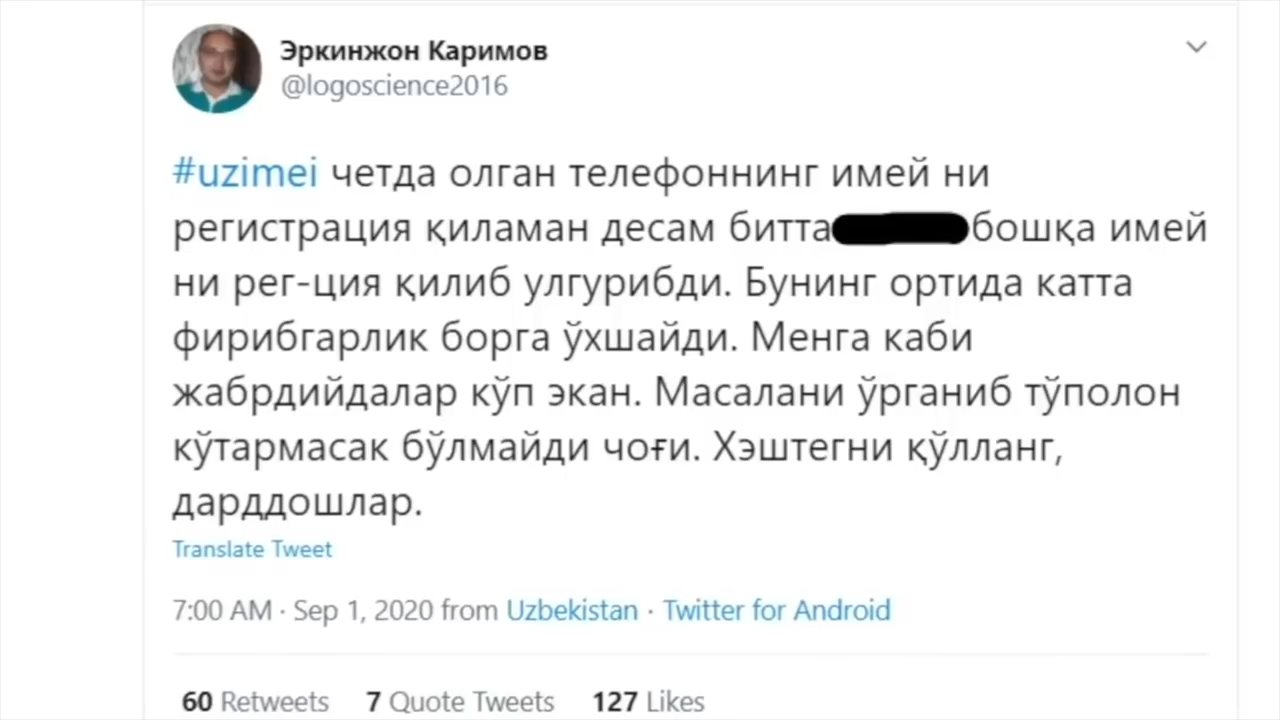 Эркинжон Каримов
@logoscience2016
#uzimei четда олган телефоннинг имей ни
регистрация қиламан десам битта бошқа имей
ни рег-ция қилиб улгурибди. Бунинг ортида катта
фирибгарлик борга ўхшайди. Менга каби
жабрдийдалар кўп экан. Масалани ўрганиб тўполон
кўтармасак бўлмайди чоғи. Хэштегни қўлланг,
дарддошлар.
Translate Tweet
7:00 AM · Sep 1, 2020 from Uzbekistan · Twitter for Android
60 Retweets 7 Quote Tweets 127 Likes